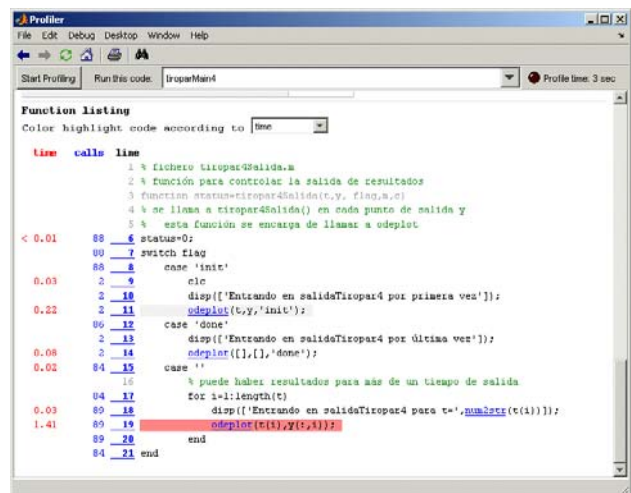 Profiler
File Edit Debug Desktop Window Help
Start Profiling Run this code: tiroparMain4 Profile time: 3 sec
Function listing
Color highlight code according to time
time calls line
1 % fichero tiropar4Salida.m
2 % función para controlar la salida de resultados
3 function status=tiropar4Salida(t,y, flag,m,c)
4 % se llama a tiropar4Salida() en cada punto de salida y
5 % esta función se encarga de llamar a odeplot
< 0.01 88 6 status=0;
88 7 switch flag
88 8 case 'init'
0.03 2 9 clc
2 10 disp(['Entrando en salidaTiropar4 por primera vez']);
0.22 2 11 odeplot(t,y,'init');
86 12 case 'done'
2 13 disp(['Entrando en salidaTiropar4 por última vez']);
0.08 2 14 odeplot([],[],'done');
0.02 84 15 case ''
16 % puede haber resultados para más de un tiempo de salida
84 17 for i=1:length(t)
0.03 89 18 disp(['Entrando en salidaTiropar4 para t=',num2str(t(i))]);
1.41 89 19 odeplot(t(i),y(:,i));
89 20 end
84 21 end